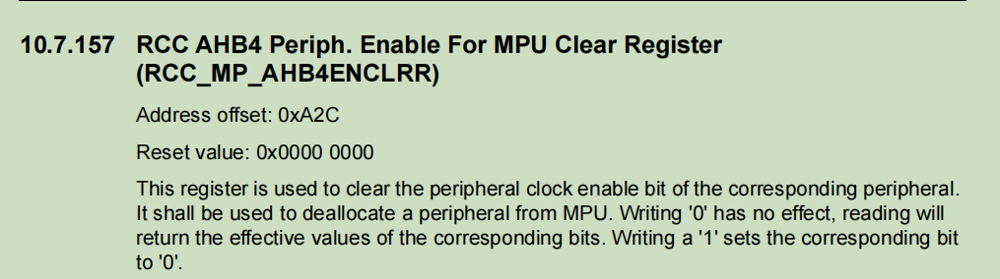 10.7.157 RCC AHB4 Periph. Enable For MPU Clear Register
(RCC_MP_AHB4ENCLRR)
Address offset: 0xA2C
Reset value: 0x0000 0000
This register is used to clear the peripheral clock enable bit of the corresponding peripheral.
It shall be used to deallocate a peripheral from MPU. Writing '0' has no effect, reading will
return the effective values of the corresponding bits. Writing a '1' sets the corresponding bit
to '0'.